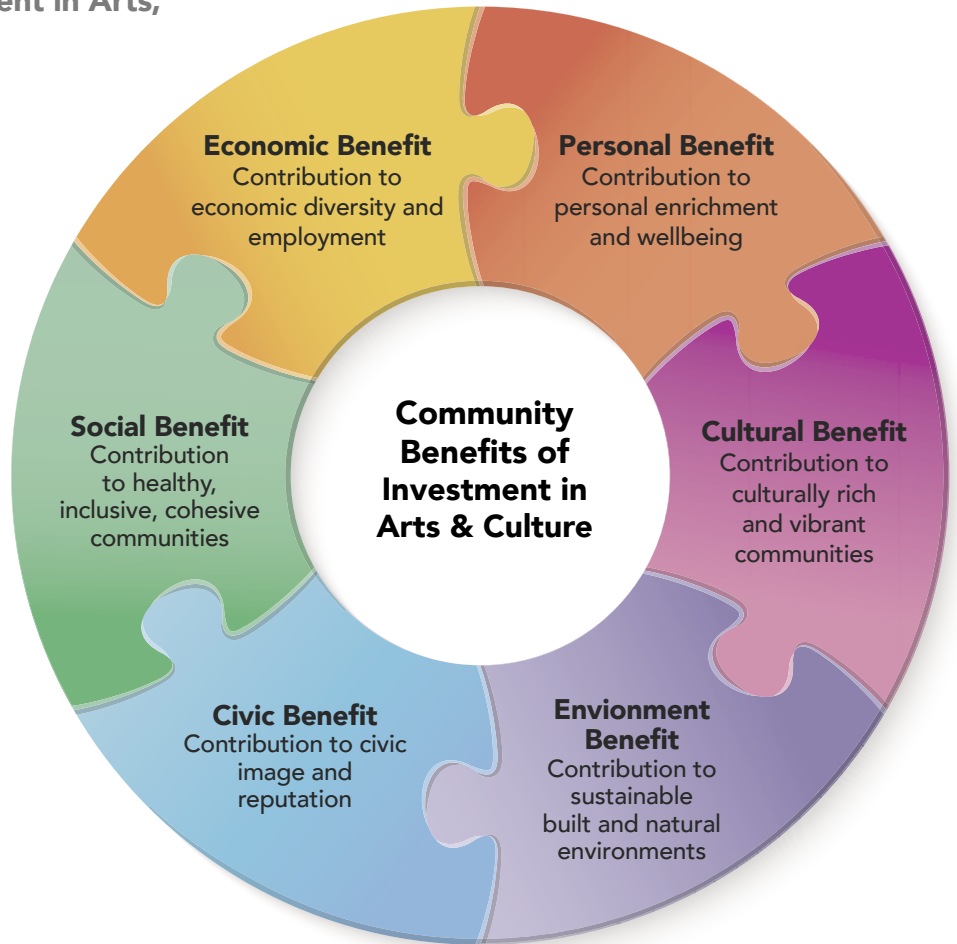 ent in Arts,
Economic Benefit
Contribution to
economic diversity and
employment
Personal Benefit
Contribution to
personal enrichment
and wellbeing
Cultural Benefit
Contribution to
culturally rich
and vibrant
communities
Envionment
Benefit
Contribution to
sustainable
built and natural
environments
Civic Benefit
Contribution to civic
image and
reputation
Social Benefit
Contribution
to healthy,
inclusive, cohesive
communities
Community
Benefits of
Investment in
Arts & Culture